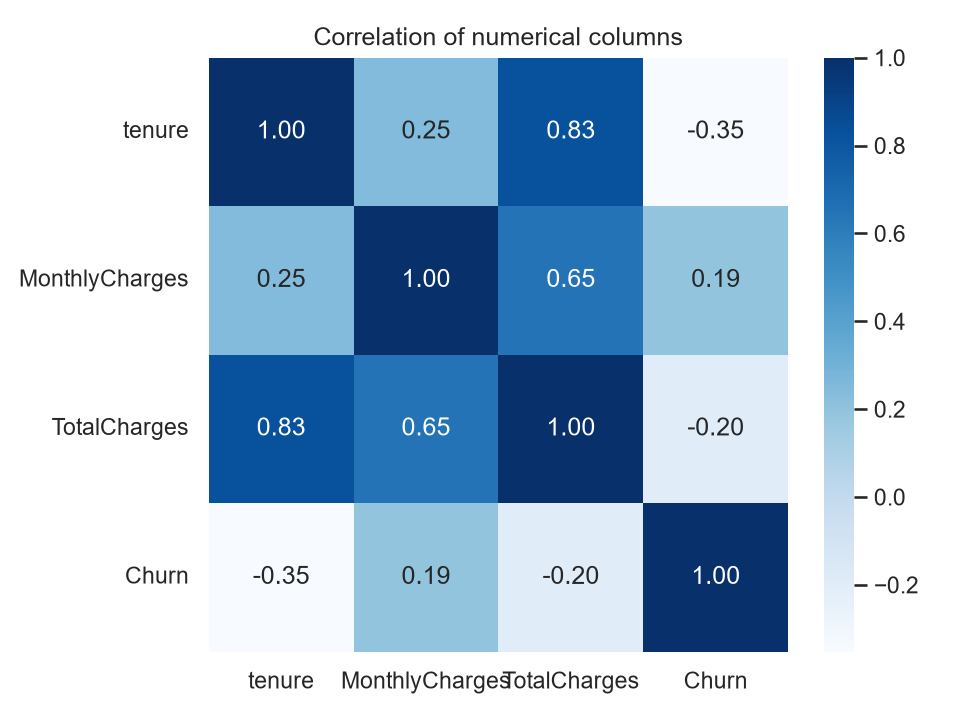 Correlation of numerical columns
tenure 1.00 0.25 0.83 -0.35
MonthlyCharges 0.25 1.00 0.65 0.19
TotalCharges 0.83 0.65 1.00 -0.20
Churn -0.35 0.19 -0.20 1.00
tenure MonthlyCharges TotalCharges Churn
1.0
0.8
0.6
0.4
0.2
0.0
−0.2